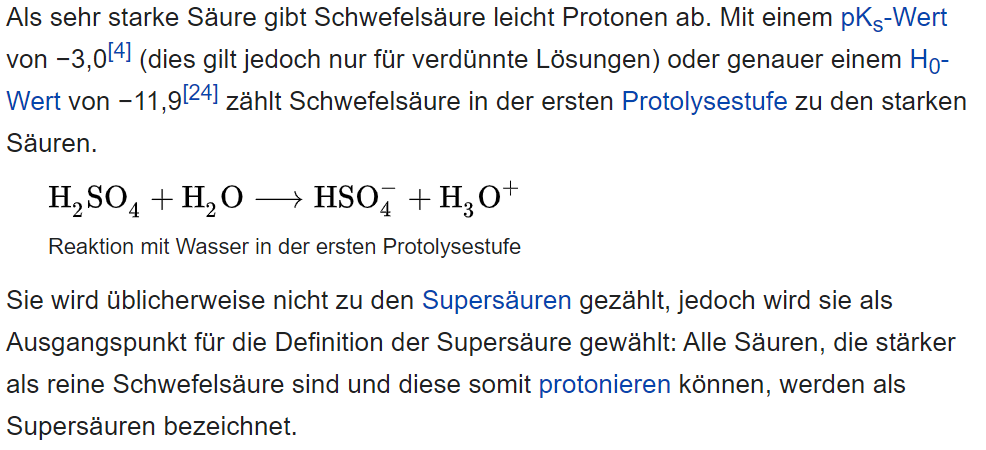 Als sehr starke Säure gibt Schwefelsäure leicht Protonen ab. Mit einem pKₛ-Wert
von −3,0[4] (dies gilt jedoch nur für verdünnte Lösungen) oder genauer einem H₀-
Wert von −11,9[24] zählt Schwefelsäure in der ersten Protolysestufe zu den starken
Säuren.
H₂SO₄ + H₂O ⟶ HSO₄⁻ + H₃O⁺
Reaktion mit Wasser in der ersten Protolysestufe
Sie wird üblicherweise nicht zu den Supersäuren gezählt, jedoch wird sie als
Ausgangspunkt für die Definition der Supersäure gewählt: Alle Säuren, die stärker
als reine Schwefelsäure sind und diese somit protonieren können, werden als
Supersäuren bezeichnet.